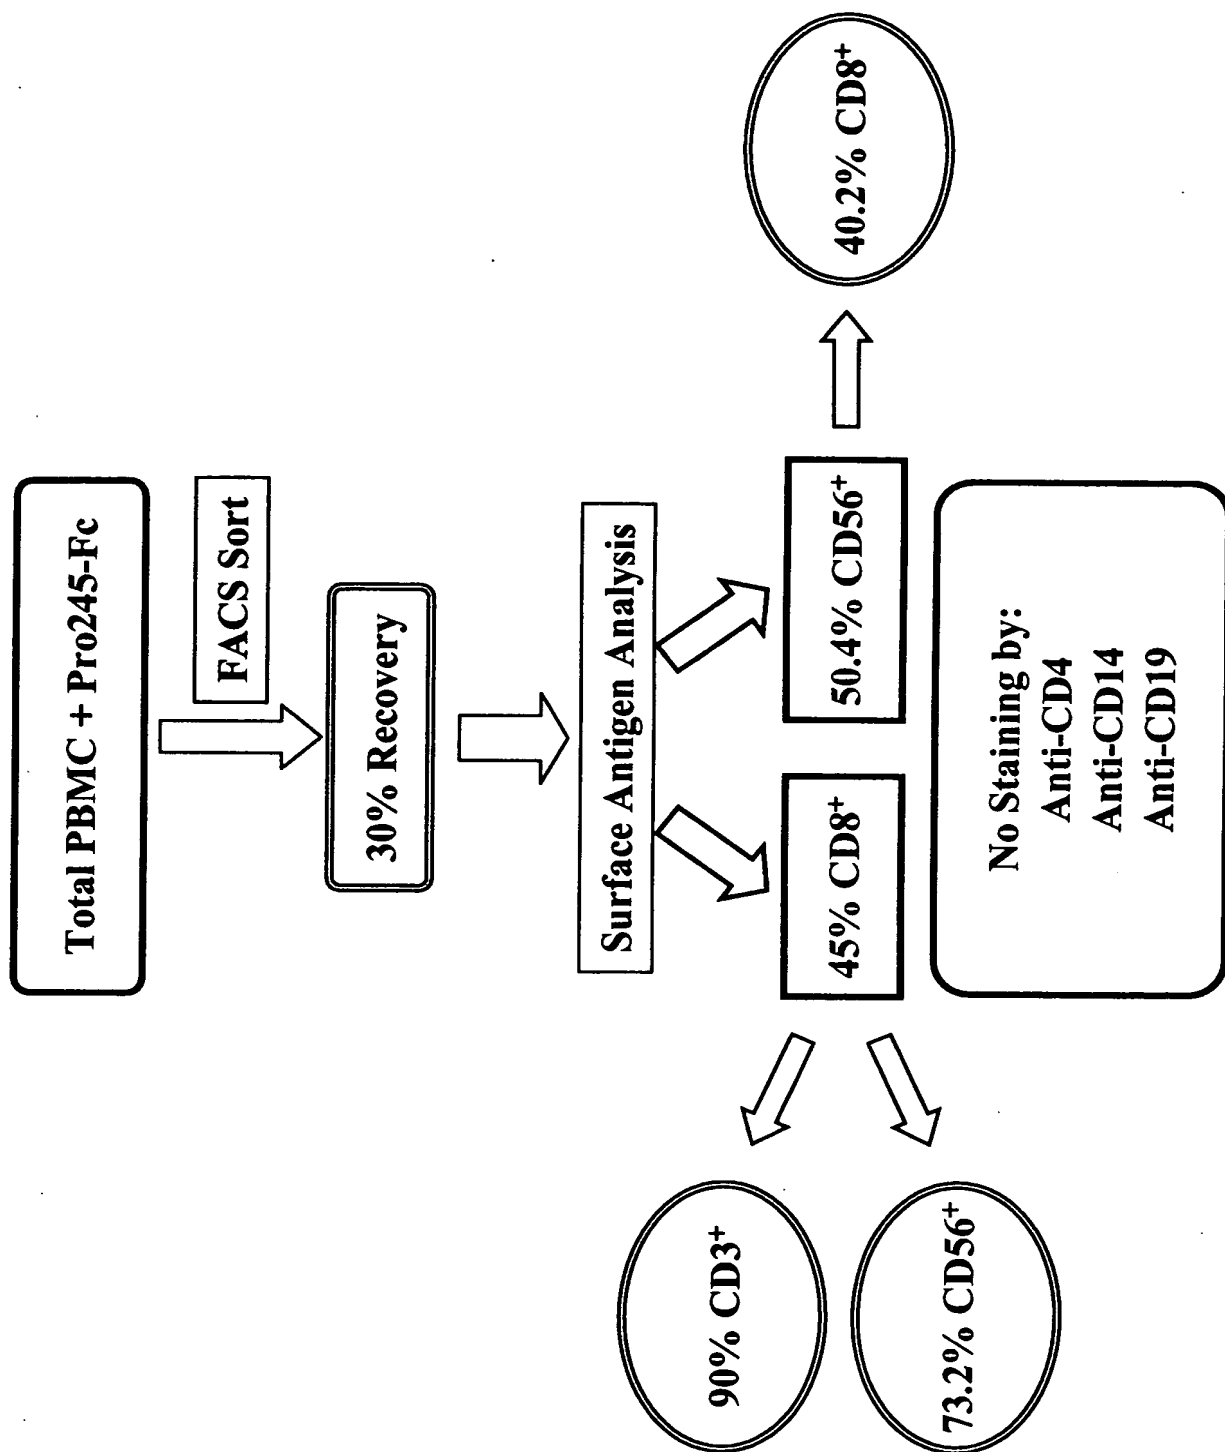 Total PBMC + Pro245-Fc
FACS Sort
30% Recovery
Surface Antigen Analysis
45% CD8⁺
50.4% CD56⁺
90% CD3⁺
73.2% CD56⁺
40.2% CD8⁺
No Staining by:
Anti-CD4
Anti-CD14
Anti-CD19